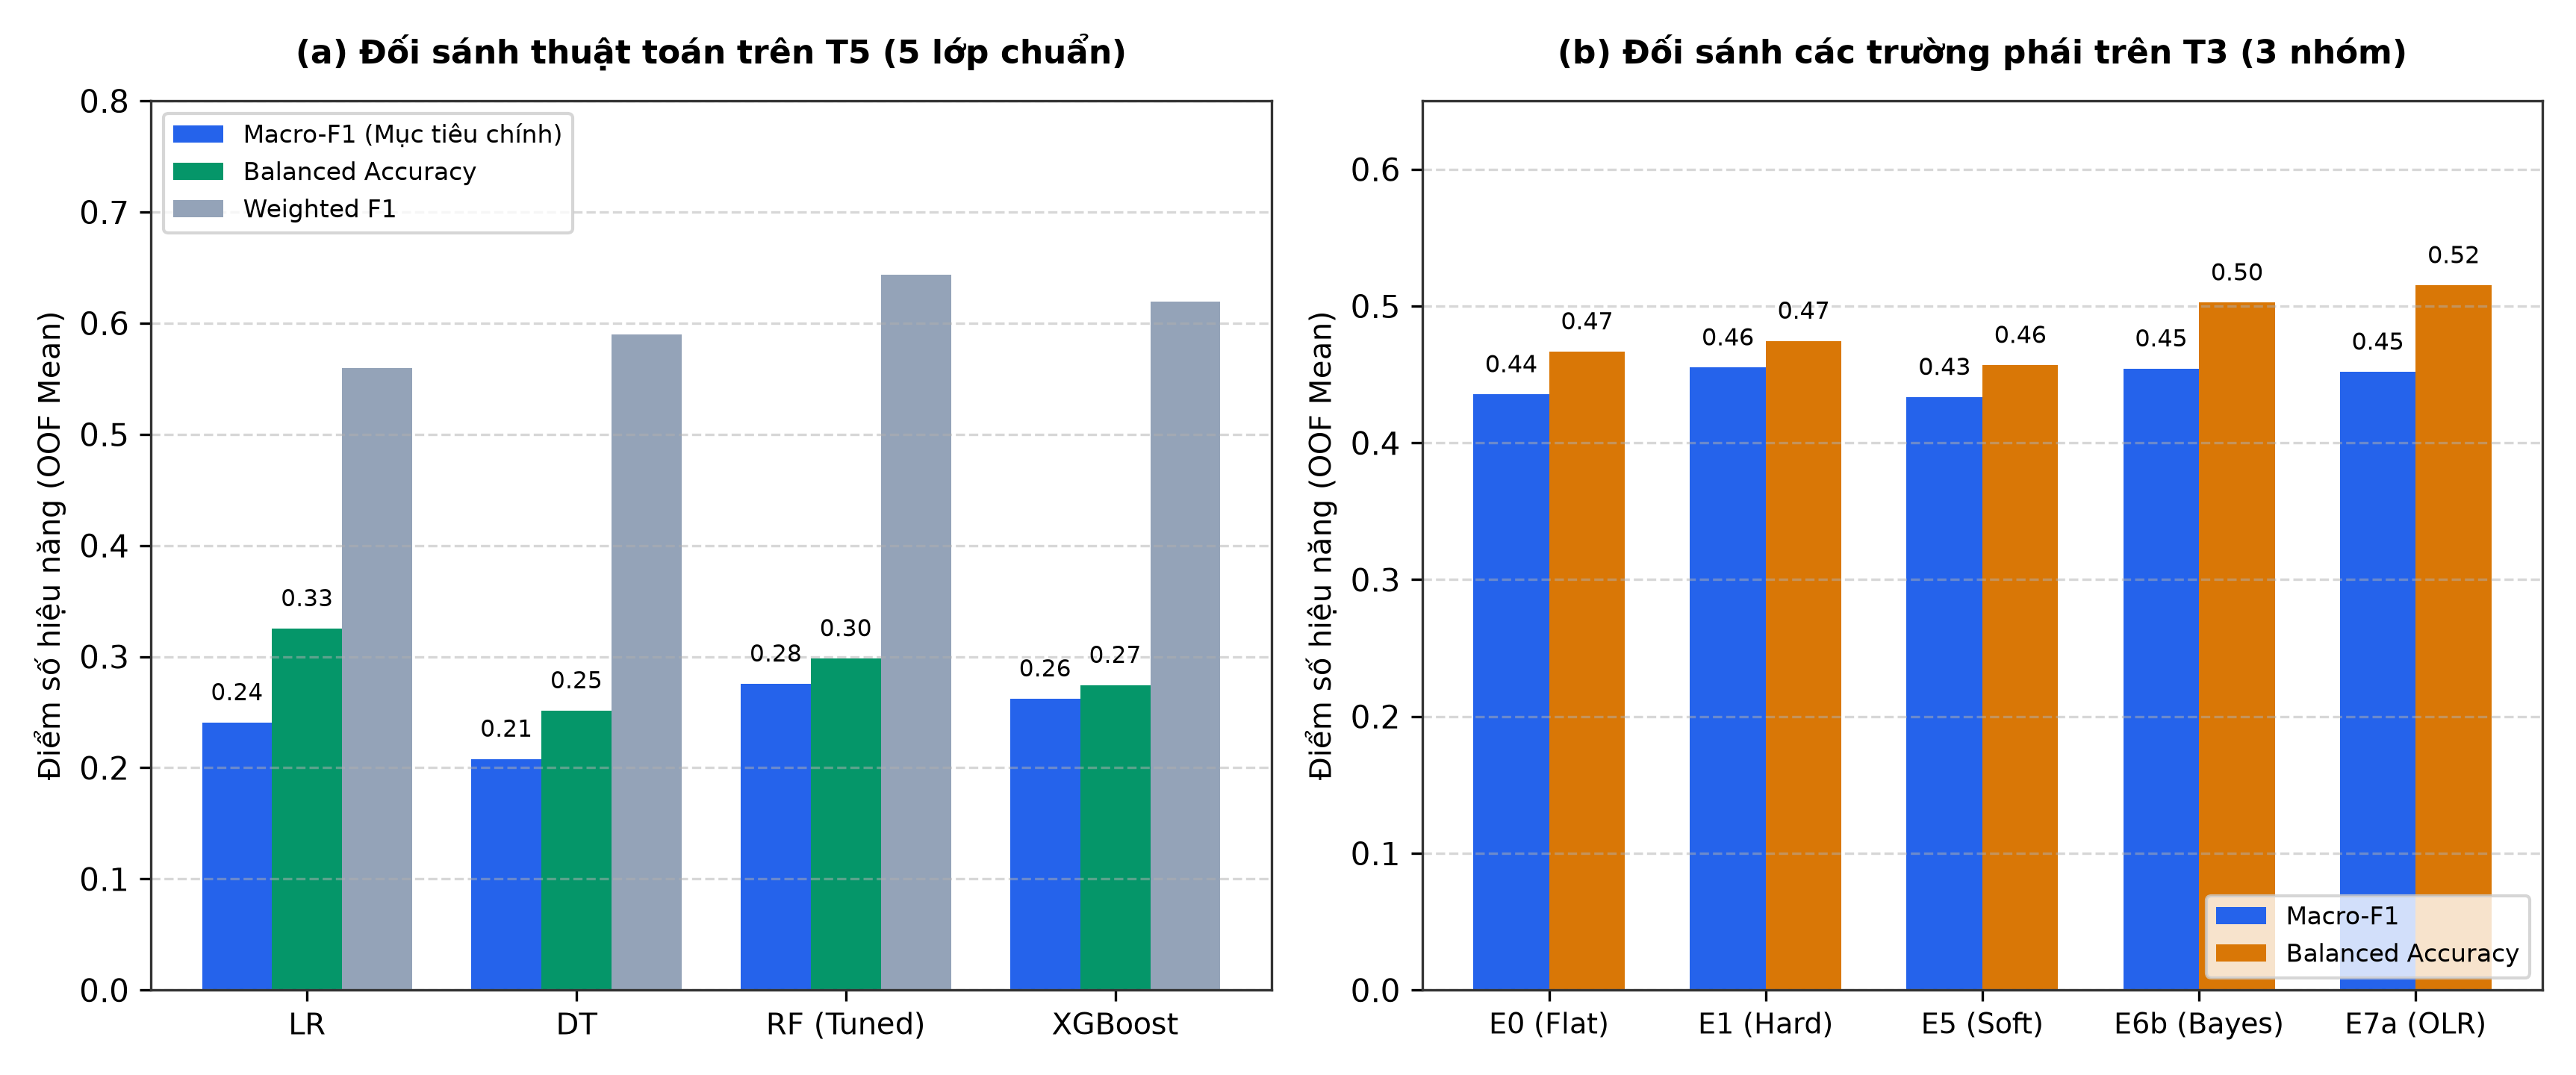 (a) Đối sánh thuật toán trên T5 (5 lớp chuẩn)
Điểm số hiệu năng (OOF Mean)
0.8
0.7
0.6
0.5
0.4
0.3
0.2
0.1
0.0
Macro-F1 (Mục tiêu chính)
Balanced Accuracy
Weighted F1
0.24
0.33
0.21
0.25
0.28
0.30
0.26
0.27
LR
DT
RF (Tuned)
XGBoost
(b) Đối sánh các trường phái trên T3 (3 nhóm)
Điểm số hiệu năng (OOF Mean)
0.6
0.5
0.4
0.3
0.2
0.1
0.0
0.44
0.47
0.46
0.47
0.43
0.46
0.45
0.50
0.45
0.52
Macro-F1
Balanced Accuracy
E0 (Flat)
E1 (Hard)
E5 (Soft)
E6b (Bayes)
E7a (OLR)